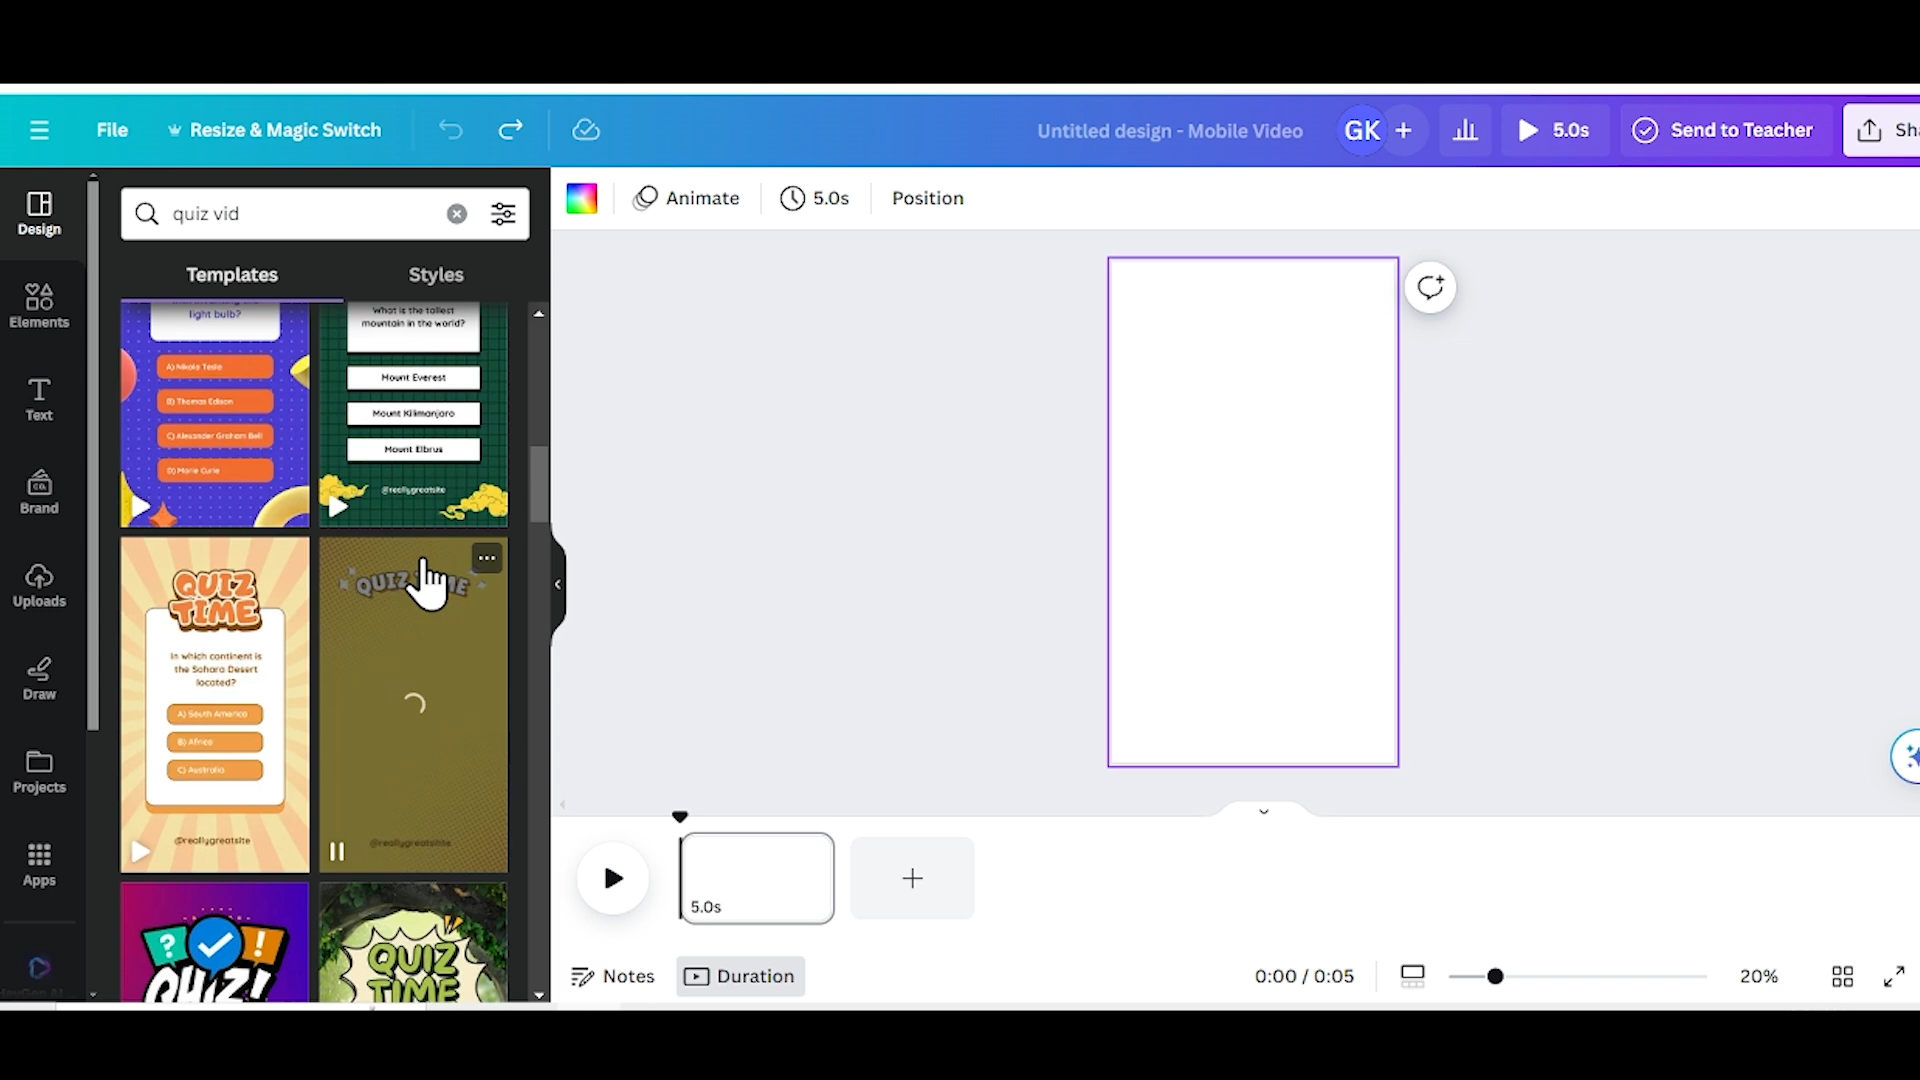 File
Resize & Magic Switch
Untitled design - Mobile Video
GK
+
5.0s
Send to Teacher
Sha
Design
Elements
Text
Brand
Uploads
Draw
Projects
Apps
quiz vid
Templates
Styles
light bulb?
A) Nikola Tesla
B) Thomas Edison
C) Alexander Graham Bell
D) Marie Curie
What is the tallest
mountain in the world?
Mount Everest
Mount Kilimanjaro
Mount Elbrus
@reallygreatsite
QUIZ
TIME
In which continent is
the Sahara Desert
located?
A) South America
B) Africa
C) Australia
@reallygreatsite
QUIZ
@reallygreatsite
QUIZ!
QUIZ
TIME
Animate
5.0s
Position
5.0s
Notes
Duration
0:00 / 0:05
20%